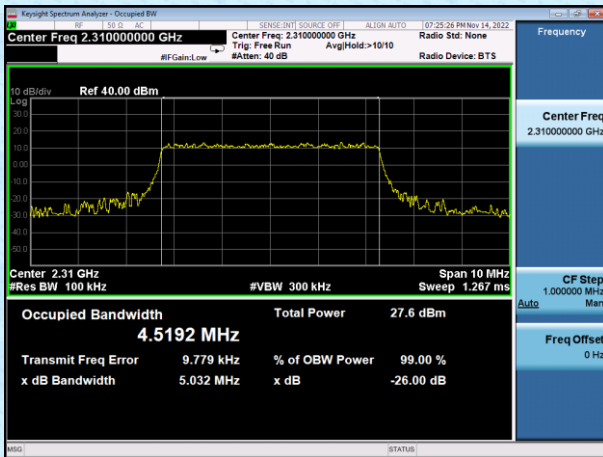 Keysight Spectrum Analyzer - Occupied BW
RF 50 Ω AC SENSE:INT SOURCE OFF ALIGN AUTO 07:25:26 PM Nov 14, 2022
Center Freq 2.310000000 GHz
Center Freq: 2.310000000 GHz Radio Std: None
Trig: Free Run Avg|Hold:>10/10
#IFGain:Low #Atten: 40 dB Radio Device: BTS
10 dB/div Ref 40.00 dBm
Log
30.0
20.0
10.0
0.00
-10.0
-20.0
-30.0
-40.0
-50.0
Center 2.31 GHz Span 10 MHz
#Res BW 100 kHz #VBW 300 kHz Sweep 1.267 ms
Occupied Bandwidth Total Power 27.6 dBm
4.5192 MHz
Transmit Freq Error 9.779 kHz % of OBW Power 99.00 %
x dB Bandwidth 5.032 MHz x dB -26.00 dB
MSG STATUS
Frequency
Center Freq
2.310000000 GHz
CF Step
1.000000 MHz
Auto Man
Freq Offset
0 Hz